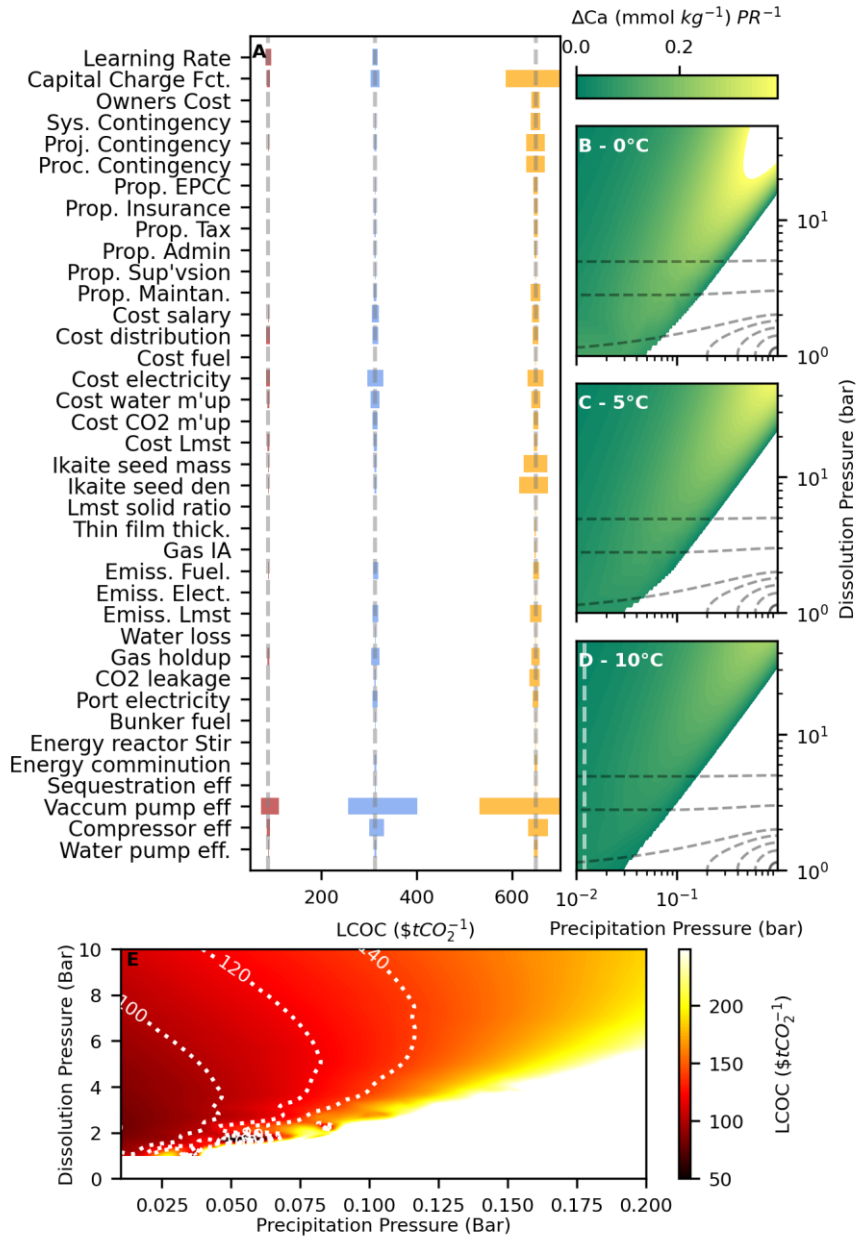 ΔCa (mmol kg⁻¹) PR⁻¹
0.0 0.2
A
Learning Rate
Capital Charge Fct.
Owners Cost
Sys. Contingency
Proj. Contingency
Proc. Contingency
Prop. EPCC
Prop. Insurance
Prop. Tax
Prop. Admin
Prop. Sup'vsion
Prop. Maintan.
Cost salary
Cost distribution
Cost fuel
Cost electricity
Cost water m'up
Cost CO2 m'up
Cost Lmst
Ikaite seed mass
Ikaite seed den
Lmst solid ratio
Thin film thick.
Gas IA
Emiss. Fuel.
Emiss. Elect.
Emiss. Lmst
Water loss
Gas holdup
CO2 leakage
Port electricity
Bunker fuel
Energy reactor Stir
Energy comminution
Sequestration eff
Vaccum pump eff
Compressor eff
Water pump eff.
200 400 600
LCOC ($tCO₂⁻¹)
B - 0°C
10¹
10⁰
C - 5°C
10¹
10⁰
D - 10°C
10¹
10⁰
Dissolution Pressure (bar)
10⁻² 10⁻¹
Precipitation Pressure (bar)
E
10
8
6
4
2
0
Dissolution Pressure (Bar)
100
120
140
0.025 0.050 0.075 0.100 0.125 0.150 0.175 0.200
Precipitation Pressure (Bar)
200
150
100
50
LCOC ($tCO₂⁻¹)